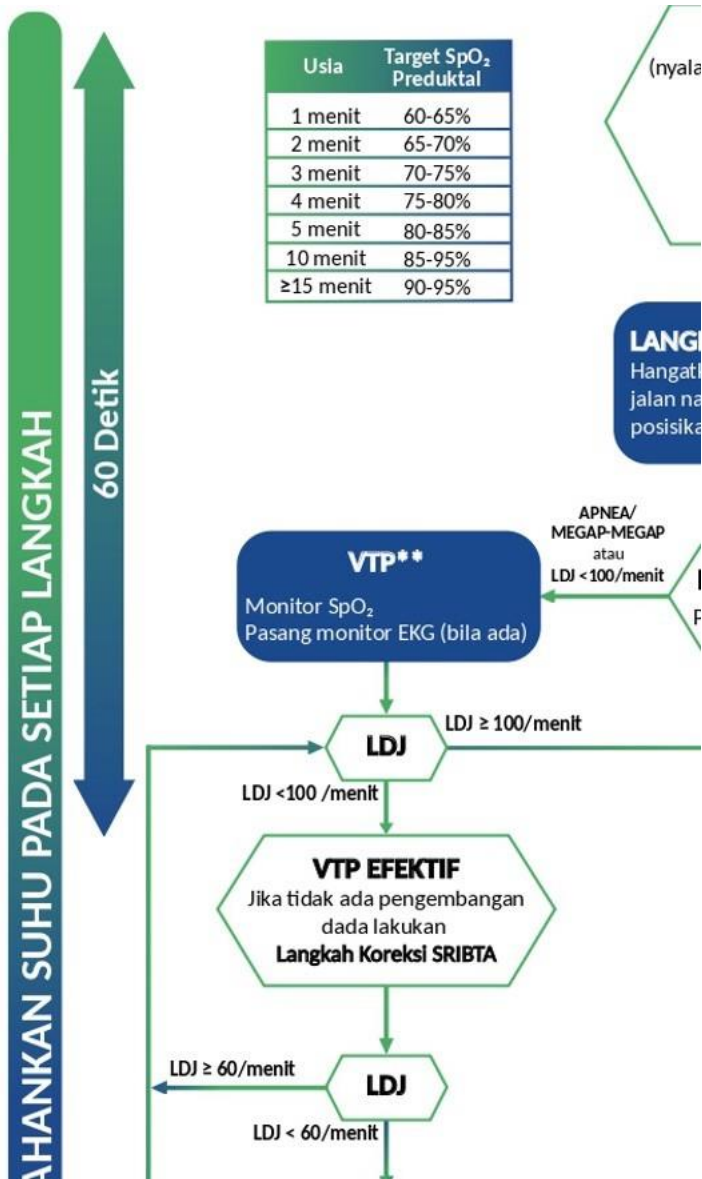 AHANKAN SUHU PADA SETIAP LANGKAH
60 Detik
Usia Target SpO₂ Preduktal
1 menit 60-65%
2 menit 65-70%
3 menit 70-75%
4 menit 75-80%
5 menit 80-85%
10 menit 85-95%
≥15 menit 90-95%
(nyala
LANG
Hangat
jalan na
posisika
APNEA/
MEGAP-MEGAP
atau
LDJ <100/menit
P
VTP**
Monitor SpO₂
Pasang monitor EKG (bila ada)
LDJ
LDJ ≥ 100/menit
LDJ <100 /menit
VTP EFEKTIF
Jika tidak ada pengembangan
dada lakukan
Langkah Koreksi SRIBTA
LDJ ≥ 60/menit
LDJ
LDJ < 60/menit